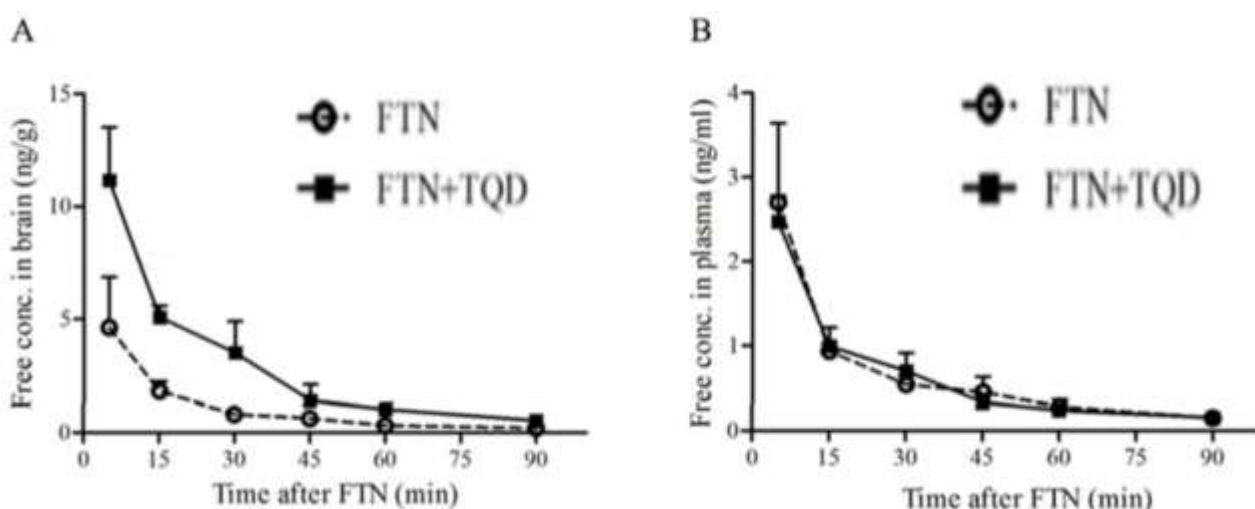 A
Free conc. in brain (ng/g)
15
10
5
0
FTN
FTN+TQD
0 15 30 45 60 75 90
Time after FTN (min)
B
Free conc. in plasma (ng/ml)
4
3
2
1
0
FTN
FTN+TQD
0 15 30 45 60 75 90
Time after FTN (min)